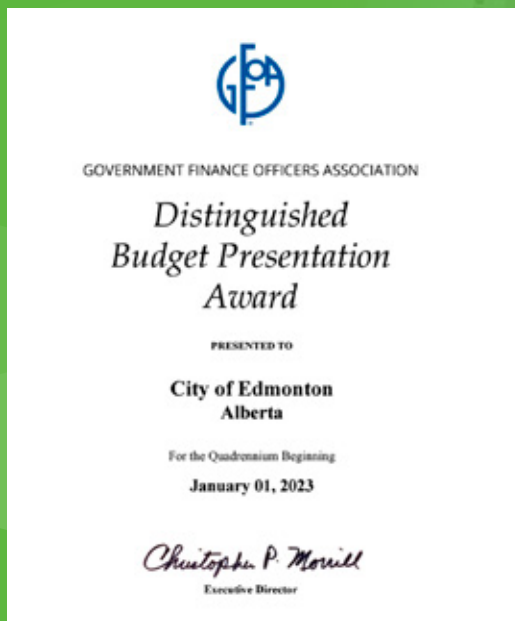 GFOA
GOVERNMENT FINANCE OFFICERS ASSOCIATION
Distinguished
Budget Presentation
Award
PRESENTED TO
City of Edmonton
Alberta
For the Quadrennium Beginning
January 01, 2023
Christopher P. Morrill
Executive Director